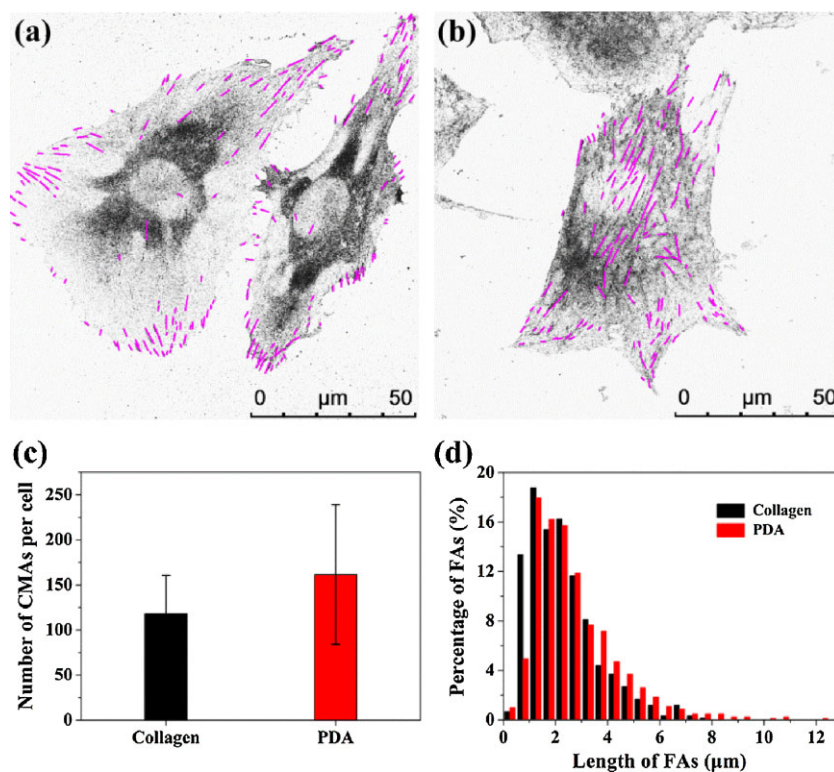 (a)
(b)
0 μm 50
0 μm 50
(c)
Number of CMAs per cell
250
200
150
100
50
0
Collagen PDA
(d)
Percentage of FAs (%)
20
16
12
8
4
0
Collagen
PDA
0 2 4 6 8 10 12
Length of FAs (μm)